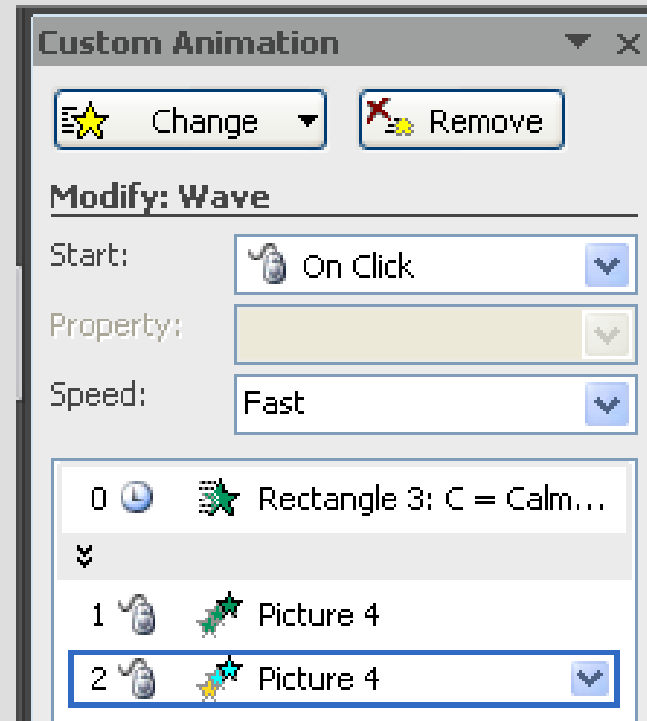 Custom Animation
Change Remove
Modify: Wave
Start: On Click
Property:
Speed: Fast
0 Rectangle 3: C = Calm...
1 Picture 4
2 Picture 4